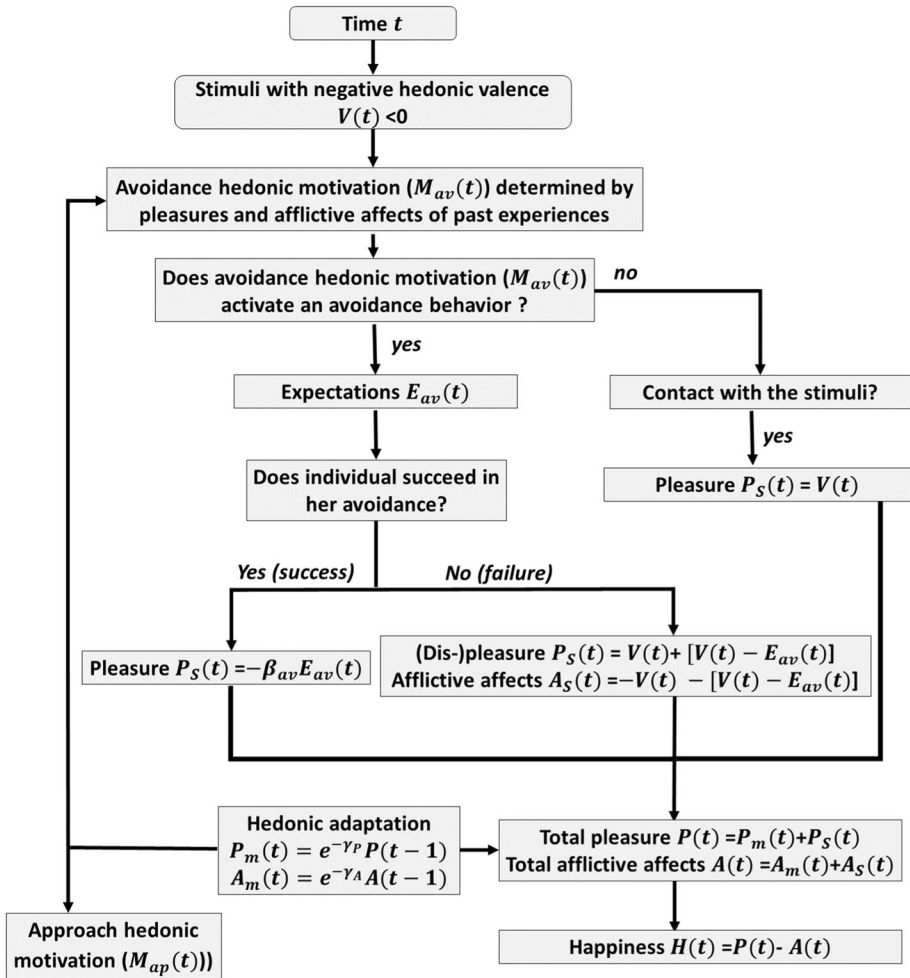 Time t
Stimuli with negative hedonic valence
V(t) <0
Avoidance hedonic motivation (M_av(t)) determined by
pleasures and afflictive affects of past experiences
Does avoidance hedonic motivation (M_av(t))
activate an avoidance behavior ?
no
yes
Expectations E_av(t)
Contact with the stimuli?
yes
Does individual succeed in
her avoidance?
Pleasure P_S(t) = V(t)
Yes (success)
No (failure)
Pleasure P_S(t) =−β_av E_av(t)
(Dis-)pleasure P_S(t) = V(t)+ [V(t) − E_av(t)]
Afflictive affects A_S(t) =−V(t) − [V(t) − E_av(t)]
Hedonic adaptation
P_m(t) = e^{−γ_P} P(t − 1)
A_m(t) = e^{−γ_A} A(t − 1)
Total pleasure P(t) =P_m(t)+P_S(t)
Total afflictive affects A(t) =A_m(t)+A_S(t)
Approach hedonic
motivation (M_ap(t)))
Happiness H(t) =P(t)- A(t)